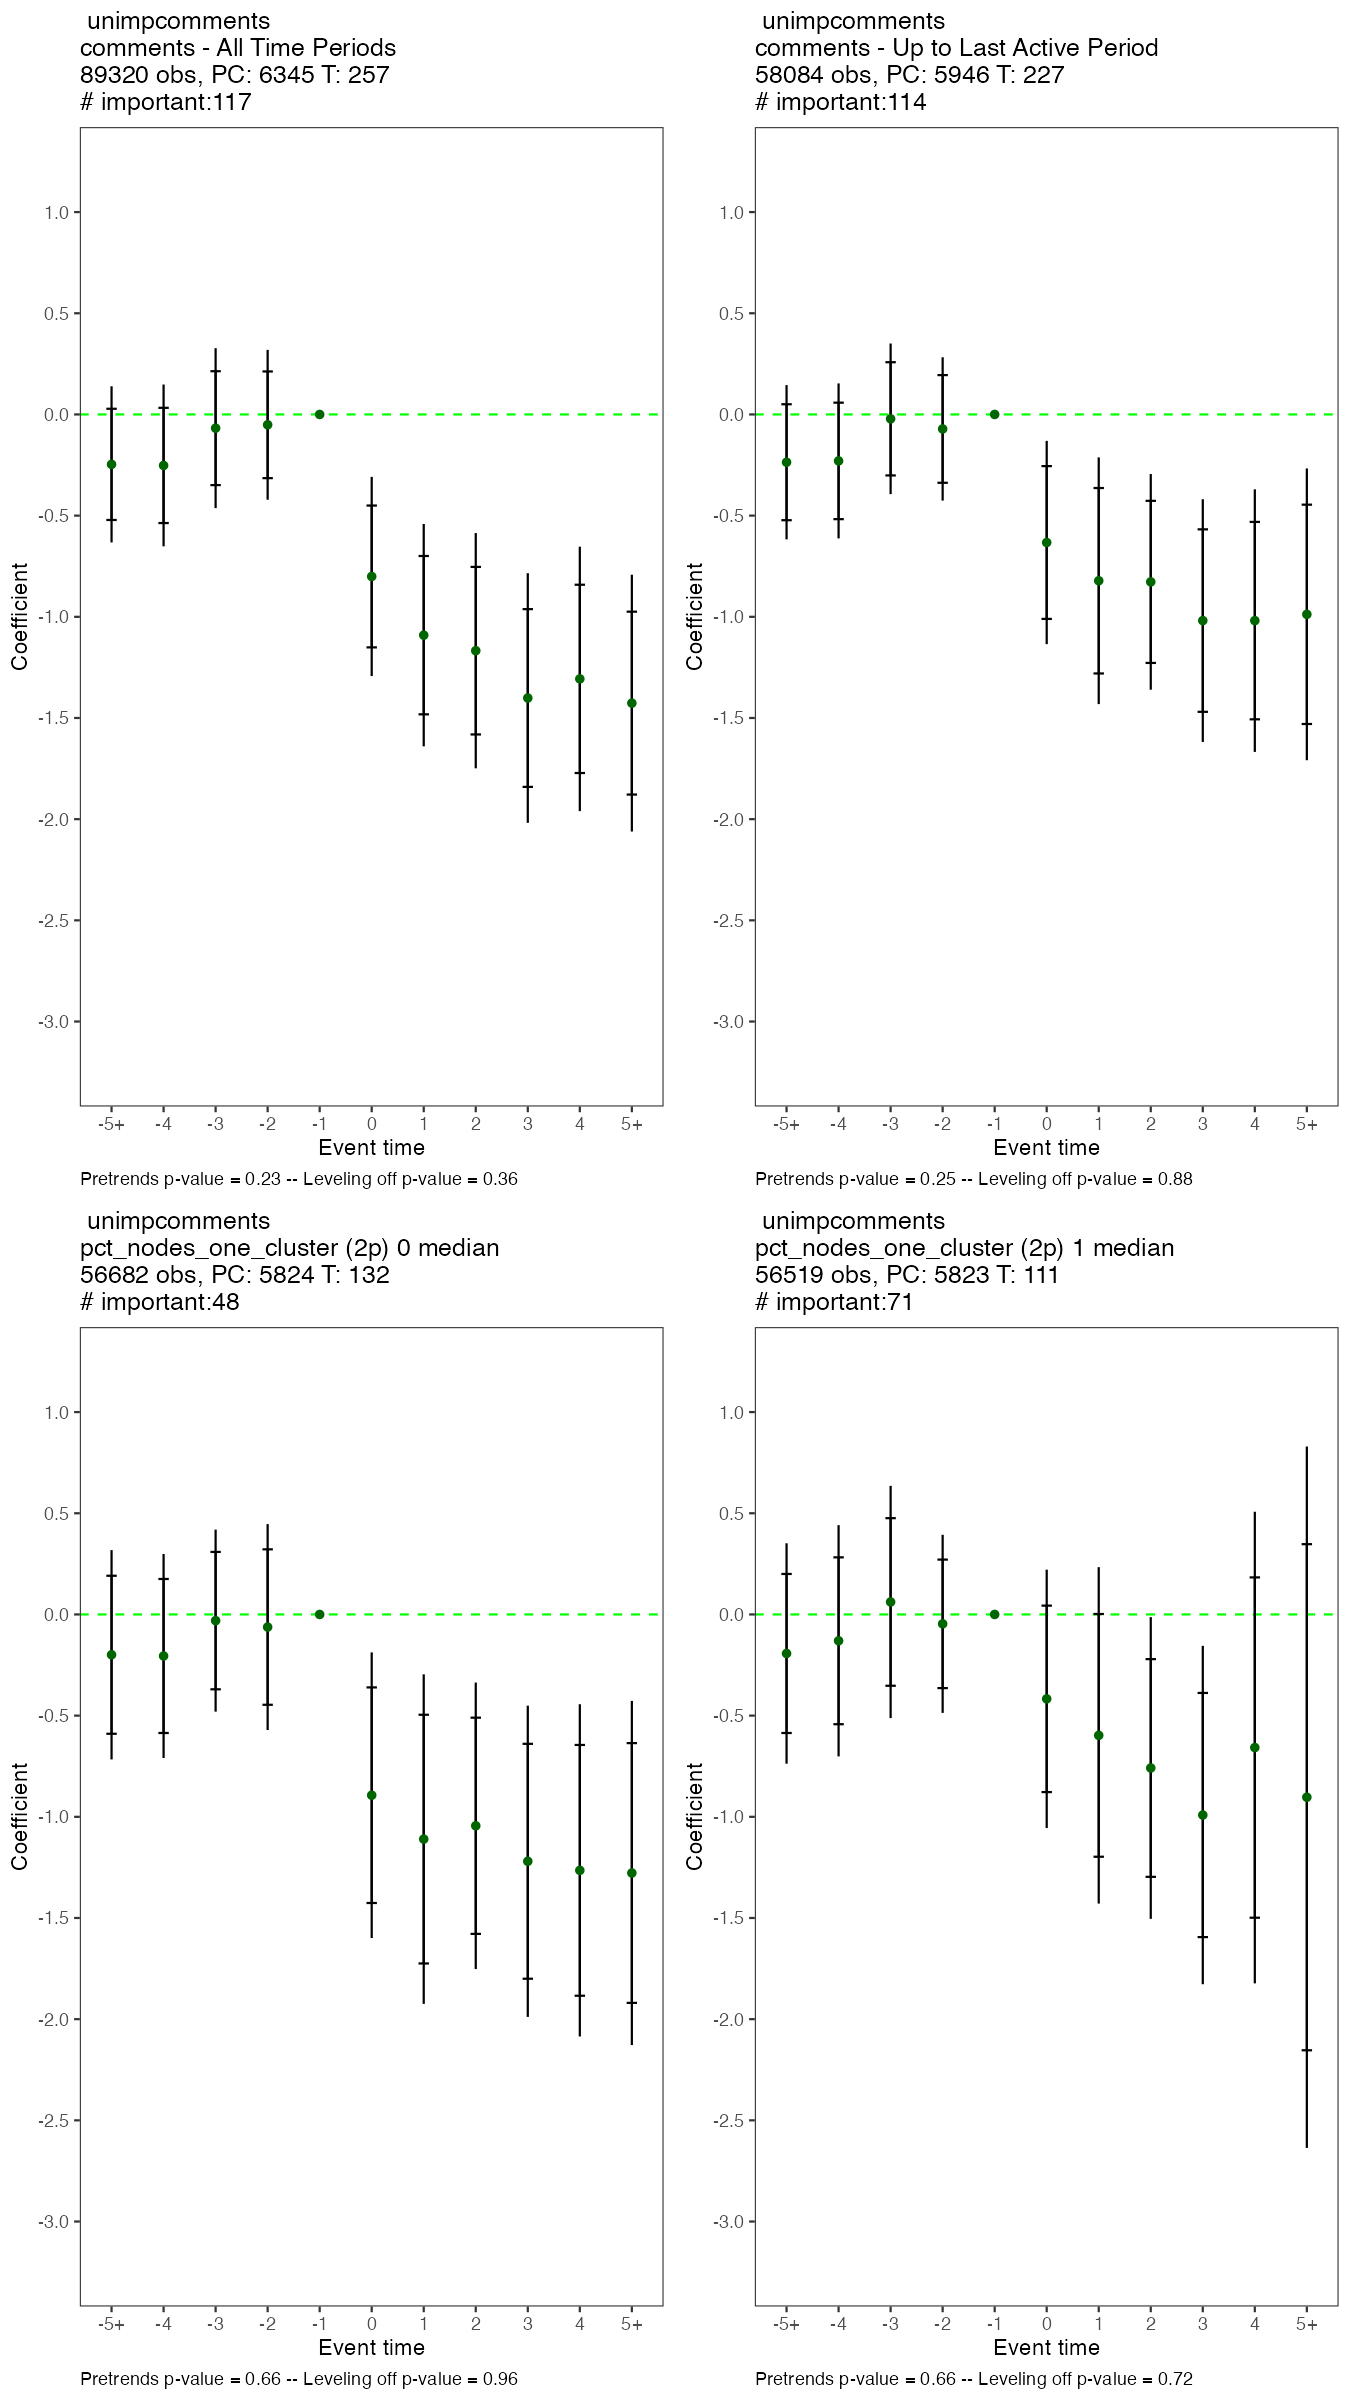 unimpcomments
comments - All Time Periods
89320 obs, PC: 6345 T: 257
# important:117
Coefficient
1.0
0.5
0.0
-0.5
-1.0
-1.5
-2.0
-2.5
-3.0
-5+ -4 -3 -2 -1 0 1 2 3 4 5+
Event time
Pretrends p-value = 0.23 -- Leveling off p-value = 0.36
unimpcomments
comments - Up to Last Active Period
58084 obs, PC: 5946 T: 227
# important:114
Coefficient
1.0
0.5
0.0
-0.5
-1.0
-1.5
-2.0
-2.5
-3.0
-5+ -4 -3 -2 -1 0 1 2 3 4 5+
Event time
Pretrends p-value = 0.25 -- Leveling off p-value = 0.88
unimpcomments
pct_nodes_one_cluster (2p) 0 median
56682 obs, PC: 5824 T: 132
# important:48
Coefficient
1.0
0.5
0.0
-0.5
-1.0
-1.5
-2.0
-2.5
-3.0
-5+ -4 -3 -2 -1 0 1 2 3 4 5+
Event time
Pretrends p-value = 0.66 -- Leveling off p-value = 0.96
unimpcomments
pct_nodes_one_cluster (2p) 1 median
56519 obs, PC: 5823 T: 111
# important:71
Coefficient
1.0
0.5
0.0
-0.5
-1.0
-1.5
-2.0
-2.5
-3.0
-5+ -4 -3 -2 -1 0 1 2 3 4 5+
Event time
Pretrends p-value = 0.66 -- Leveling off p-value = 0.72